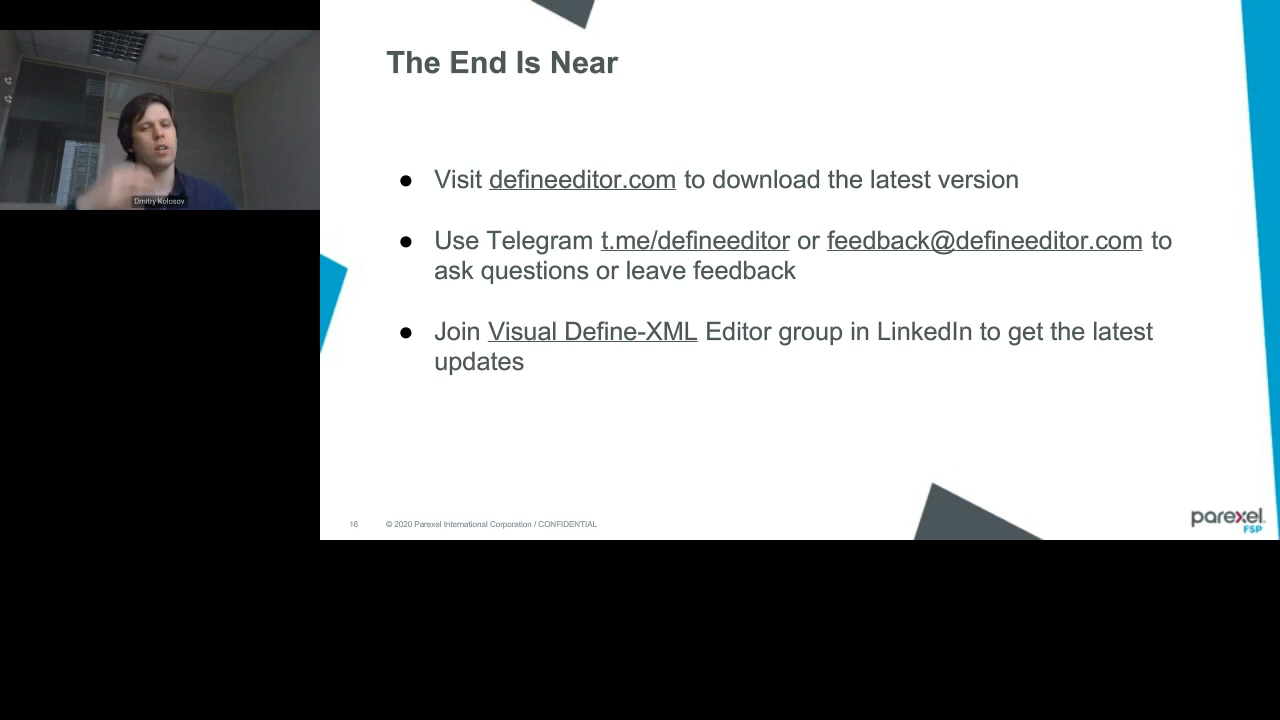 Dmitry Kolosov
The End Is Near
● Visit defineeditor.com to download the latest version
● Use Telegram t.me/defineeditor or feedback@defineeditor.com to
ask questions or leave feedback
● Join Visual Define-XML Editor group in LinkedIn to get the latest
updates
16 © 2020 Parexel International Corporation / CONFIDENTIAL
parexel.
FSP